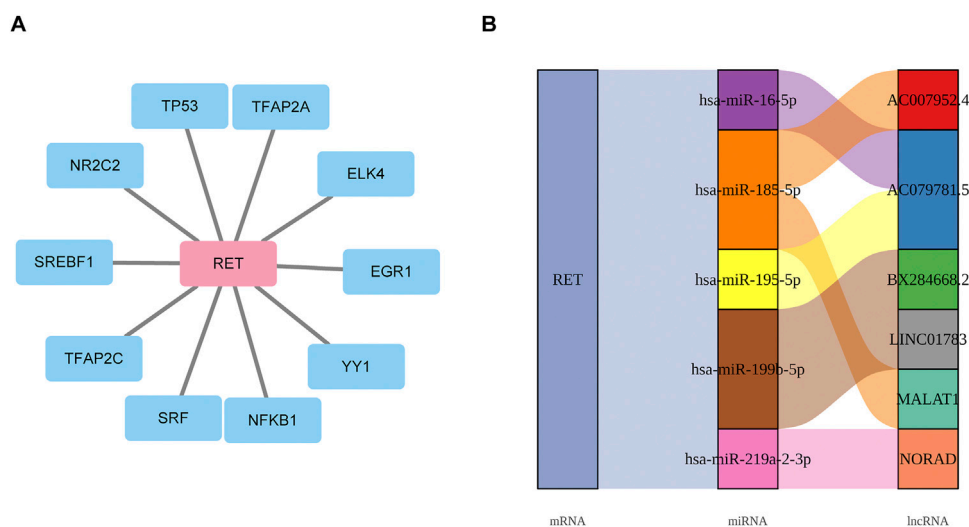 A
TP53
TFAP2A
NR2C2
ELK4
SREBF1
RET
EGR1
TFAP2C
YY1
SRF
NFKB1
B
hsa-miR-16-5p
AC007952.4
hsa-miR-185-5p
AC079781.5
RET
hsa-miR-195-5p
BX284668.2
LINC01783
hsa-miR-199b-5p
MALAT1
hsa-miR-219a-2-3p
NORAD
mRNA
miRNA
lncRNA